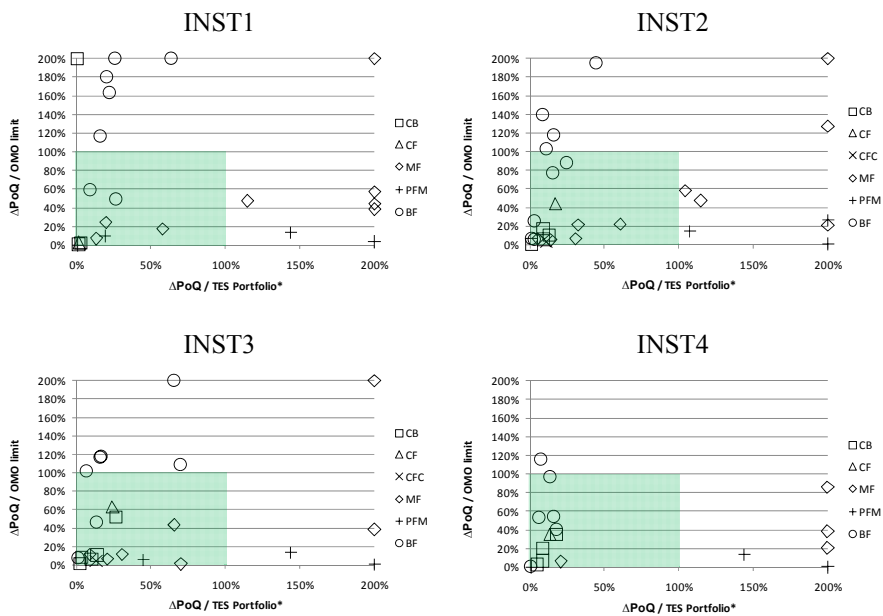 INST1
200%
180%
160%
140%
120%
100%
80%
60%
40%
20%
0%
ΔPoQ / OMO limit
0% 50% 100% 150% 200%
ΔPoQ / TES Portfolio*
CB
CF
MF
PFM
BF
INST2
200%
180%
160%
140%
120%
100%
80%
60%
40%
20%
0%
ΔPoQ / OMO limit
0% 50% 100% 150% 200%
ΔPoQ / TES Portfolio*
CB
CF
CFC
MF
PFM
BF
INST3
200%
180%
160%
140%
120%
100%
80%
60%
40%
20%
0%
ΔPoQ / OMO limit
0% 50% 100% 150% 200%
ΔPoQ / TES Portfolio*
CB
CF
CFC
MF
PFM
BF
INST4
200%
180%
160%
140%
120%
100%
80%
60%
40%
20%
0%
ΔPoQ / OMO limit
0% 50% 100% 150% 200%
ΔPoQ / TES Portfolio*
CB
CF
MF
PFM
BF